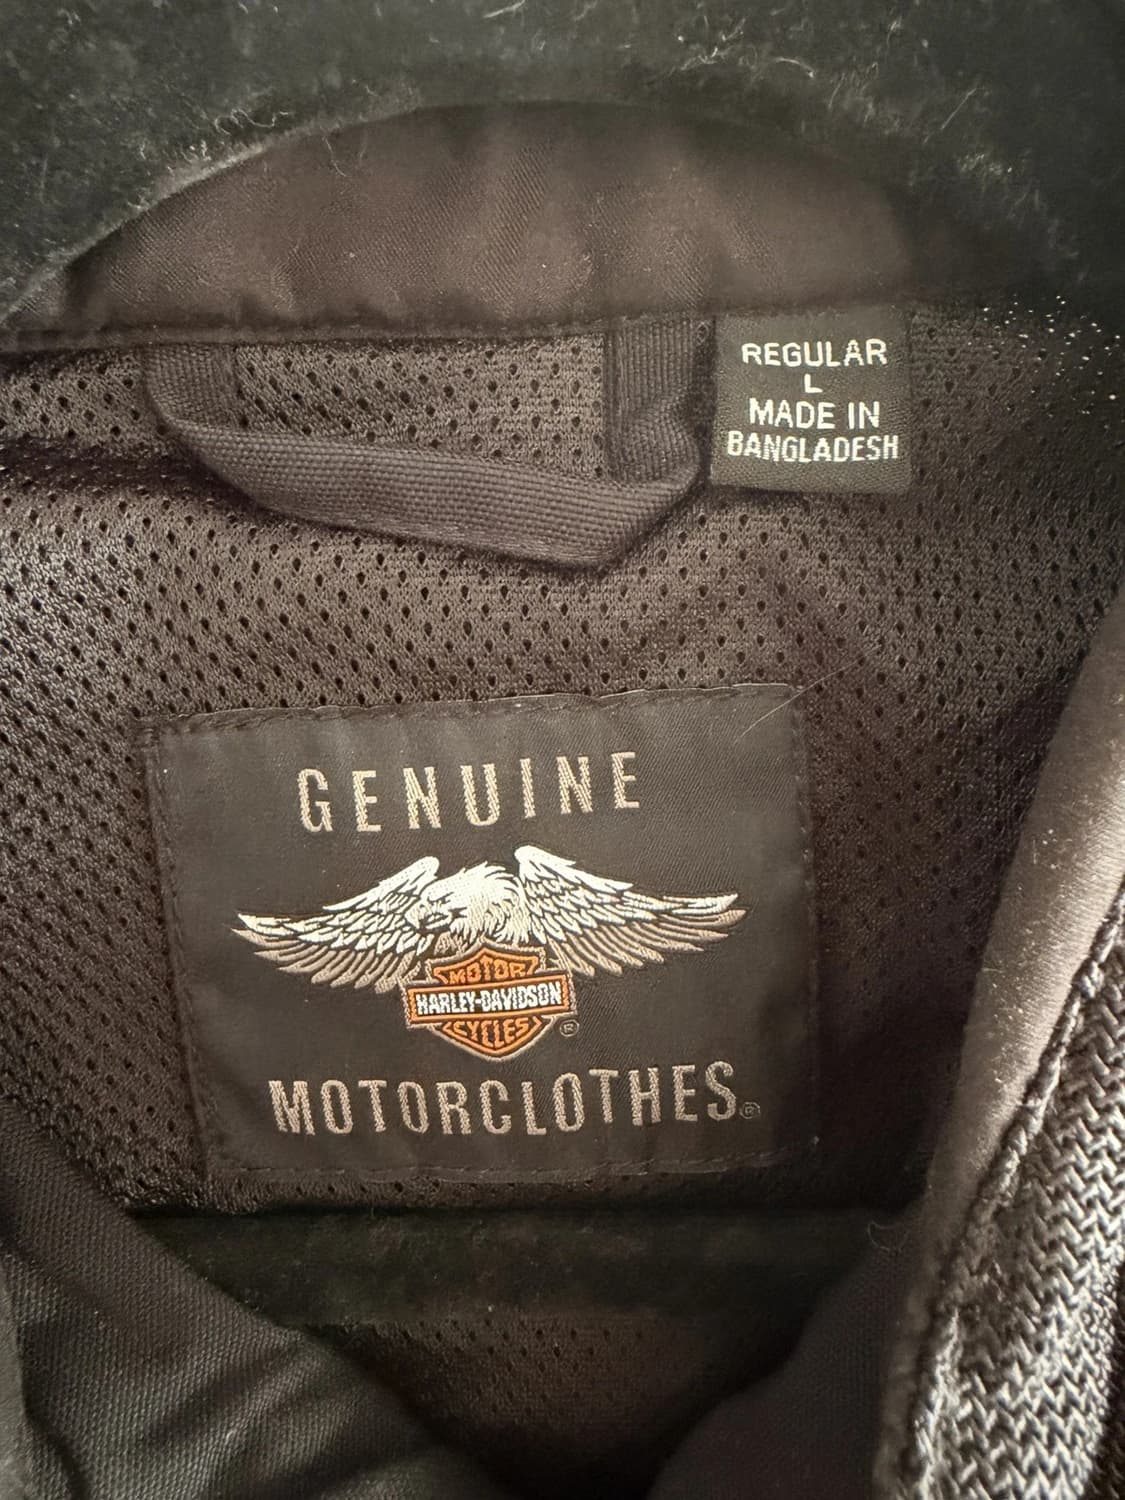 REGULAR
L
MADE IN
BANGLADESH
GENUINE
MOTOR
HARLEY-DAVIDSON
CYCLES
®
MOTORCLOTHES®